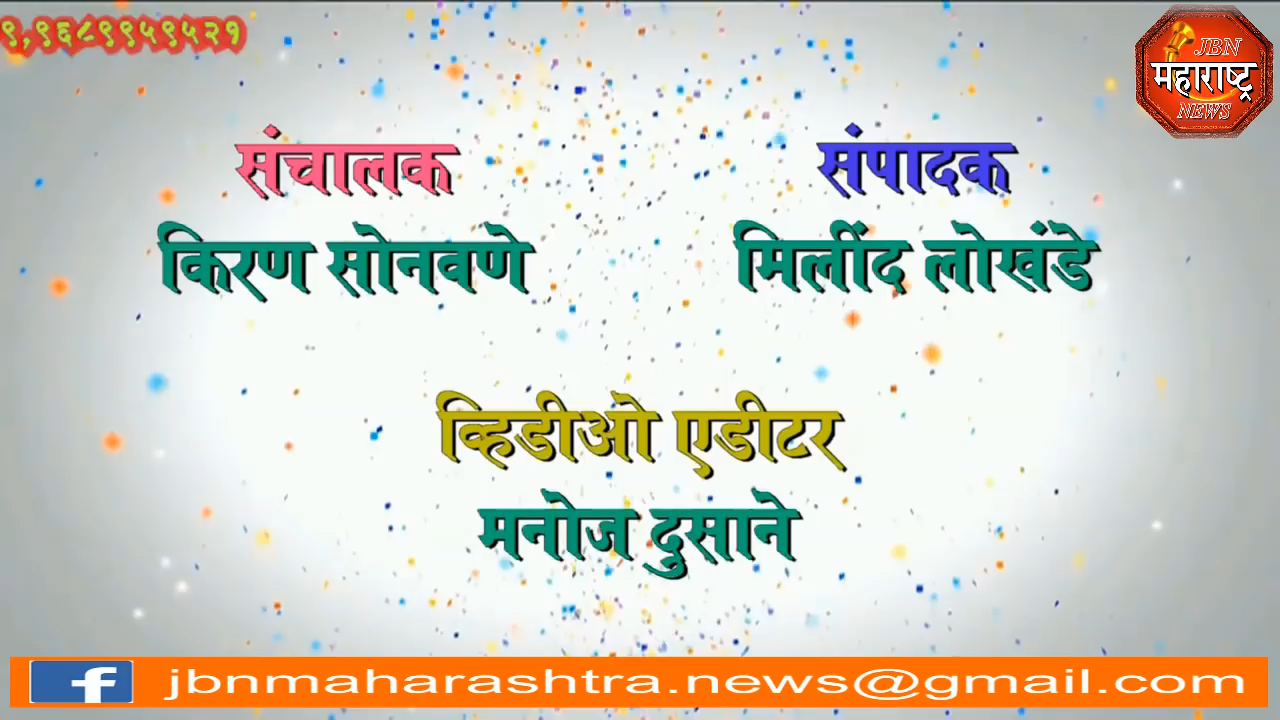 ९,९६८९९५९५२१
JBN
महाराष्ट्र
NEWS
संचालक
संपादक
किरण सोनवणे
मिलींद लोखंडे
व्हिडीओ एडीटर
मनोज दुसाने
f jbnmaharashtra.news@gmail.com